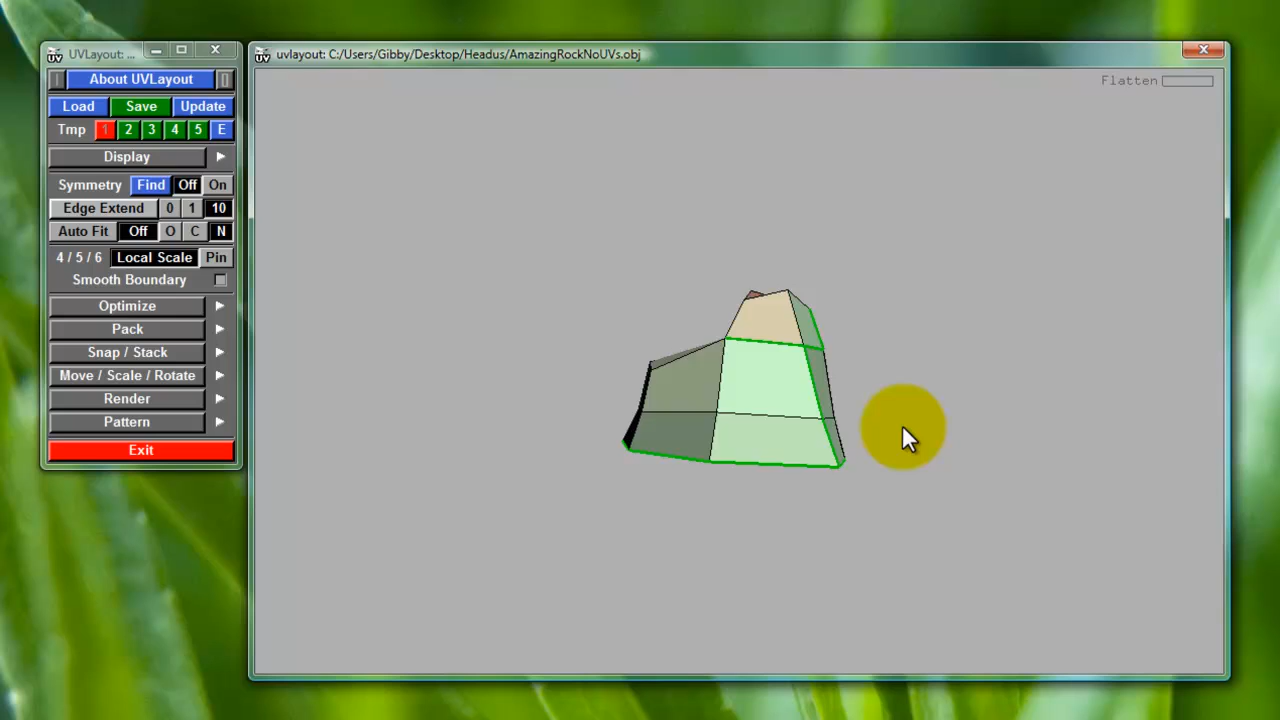 UVLayout: ...
uvlayout: C:/Users/Gibby/Desktop/Headus/AmazingRockNoUVs.obj
About UVLayout
Flatten
Load Save Update
Tmp 1 2 3 4 5 E
Display
Symmetry Find Off On
Edge Extend 0 1 10
Auto Fit Off O C N
4 / 5 / 6 Local Scale Pin
Smooth Boundary
Optimize
Pack
Snap / Stack
Move / Scale / Rotate
Render
Pattern
Exit